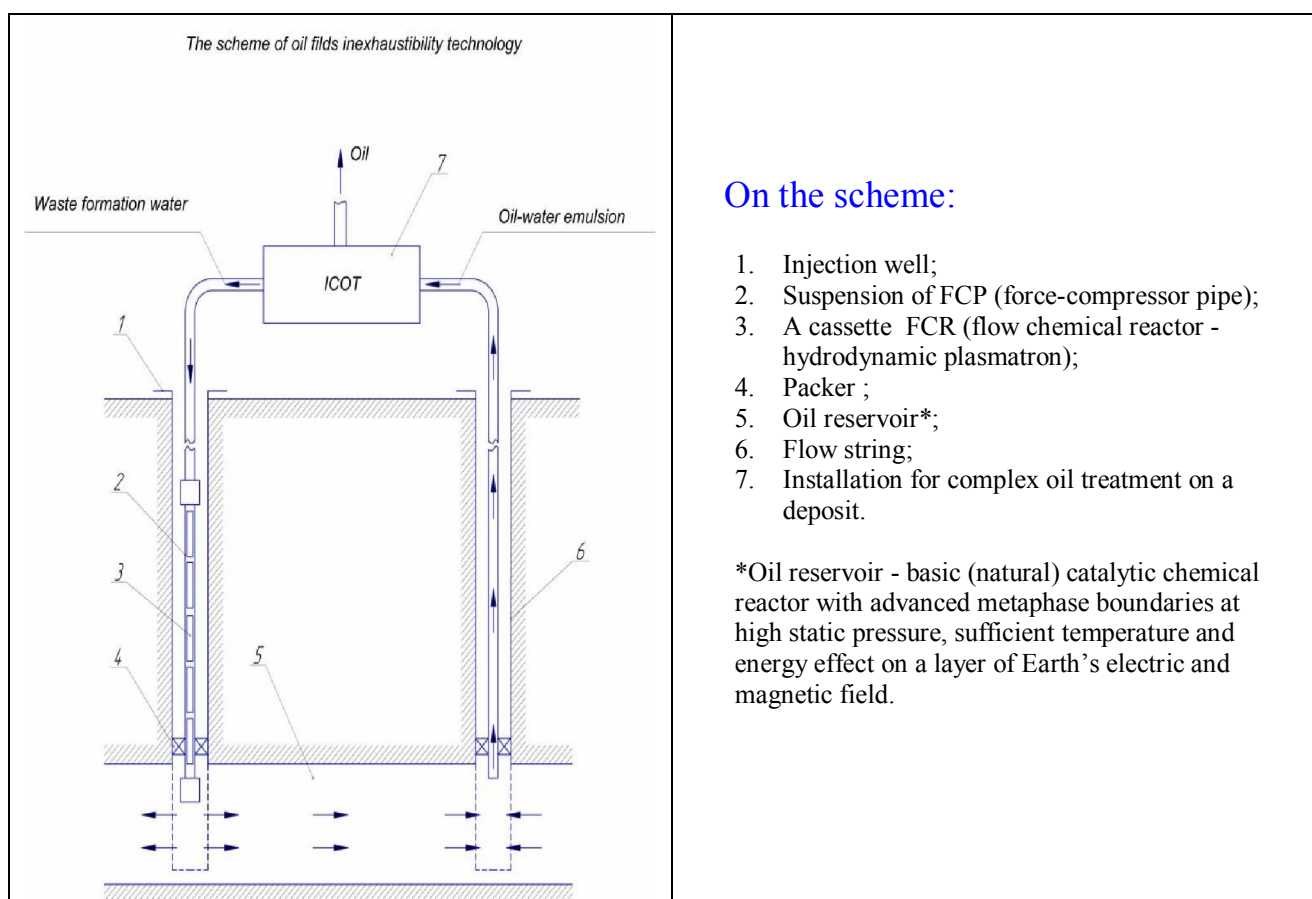 The scheme of oil filds inexhaustibility technology
Oil
7
Waste formation water
Oil-water emulsion
ICOT
1
2
3
4
5
6
On the scheme:
1. Injection well;
2. Suspension of FCP (force-compressor pipe);
3. A cassette FCR (flow chemical reactor -
hydrodynamic plasmatron);
4. Packer ;
5. Oil reservoir*;
6. Flow string;
7. Installation for complex oil treatment on a
deposit.
*Oil reservoir - basic (natural) catalytic chemical
reactor with advanced metaphase boundaries at
high static pressure, sufficient temperature and
energy effect on a layer of Earth’s electric and
magnetic field.